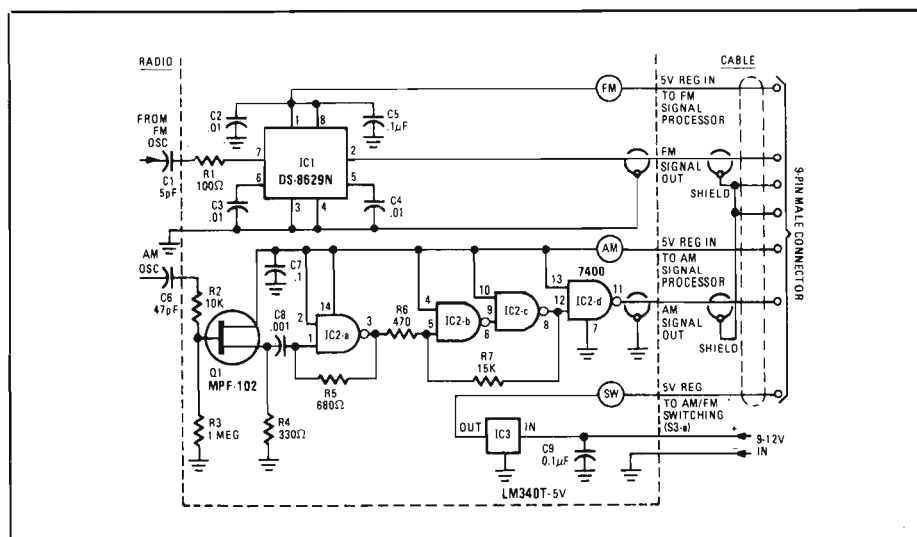 RADIO
CABLE
FM
5V REG IN
TO FM
SIGNAL
PROCESSOR
FROM
FM
OSC
C2
.01
C5
.1µF
1
8
C1
5pF
R1
100Ω
7
IC1
DS-8629N
2
FM
SIGNAL
OUT
6
5
C3
.01
3
4
C4
.01
SHIELD
9-PIN MALE CONNECTOR
AM
OSC
C6
47pF
C7
.1
AM
5V REG IN
TO AM
SIGNAL
PROCESSOR
R2
10K
Q1
MPF-102
C8
.001
14
2
1
IC2-a
3
R6
470
4
5
IC2-b
6
10
9
IC2-c
8
13
12
7400
IC2-d
11
7
AM
SIGNAL
OUT
SHIELD
R5
680Ω
R7
15K
R3
1 MEG
R4
330Ω
SW
5V REG
TO AM/FM
SWITCHING
(S3-a)
OUT
IC3
IN
C9
0.1µF
+
9-12V
IN
−
LM340T-5V